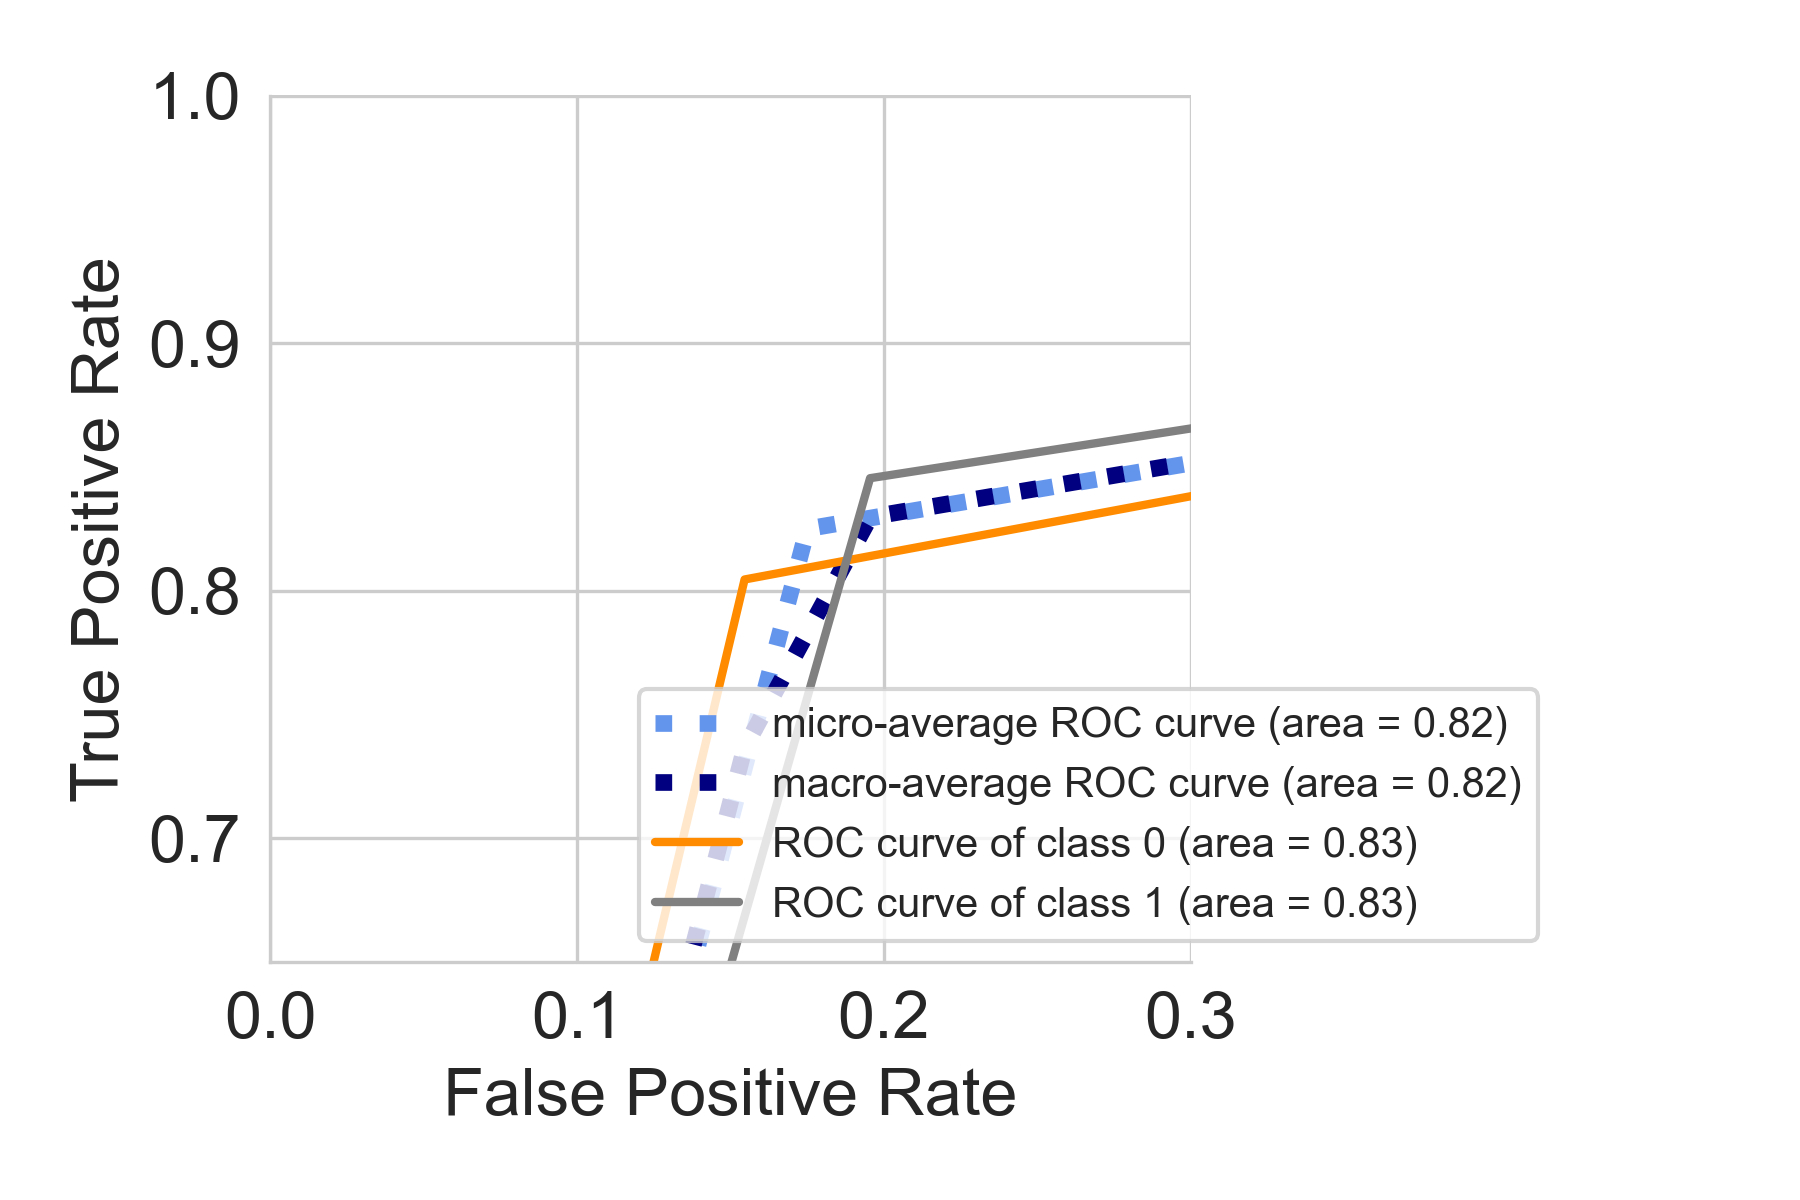 1.0
0.9
0.8
0.7
True Positive Rate
micro-average ROC curve (area = 0.82)
macro-average ROC curve (area = 0.82)
ROC curve of class 0 (area = 0.83)
ROC curve of class 1 (area = 0.83)
0.0 0.1 0.2 0.3
False Positive Rate